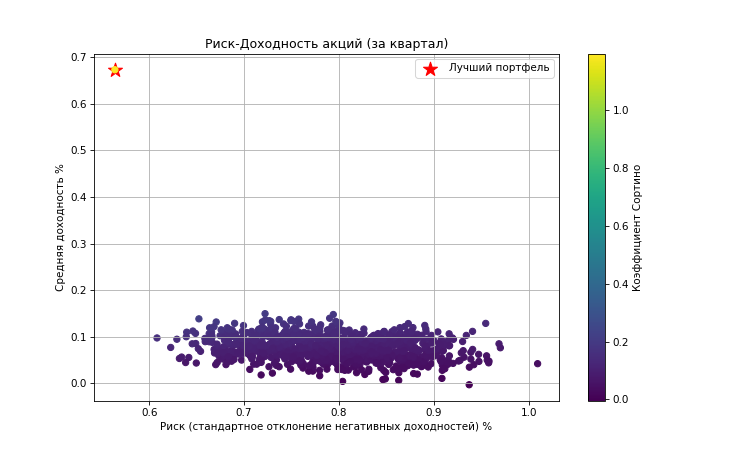 Риск-Доходность акций (за квартал)
Лучший портфель
Средняя доходность %
0.7
0.6
0.5
0.4
0.3
0.2
0.1
0.0
0.6 0.7 0.8 0.9 1.0
Риск (стандартное отклонение негативных доходностей) %
1.0
0.8
0.6
0.4
0.2
0.0
Коэффициент Сортино